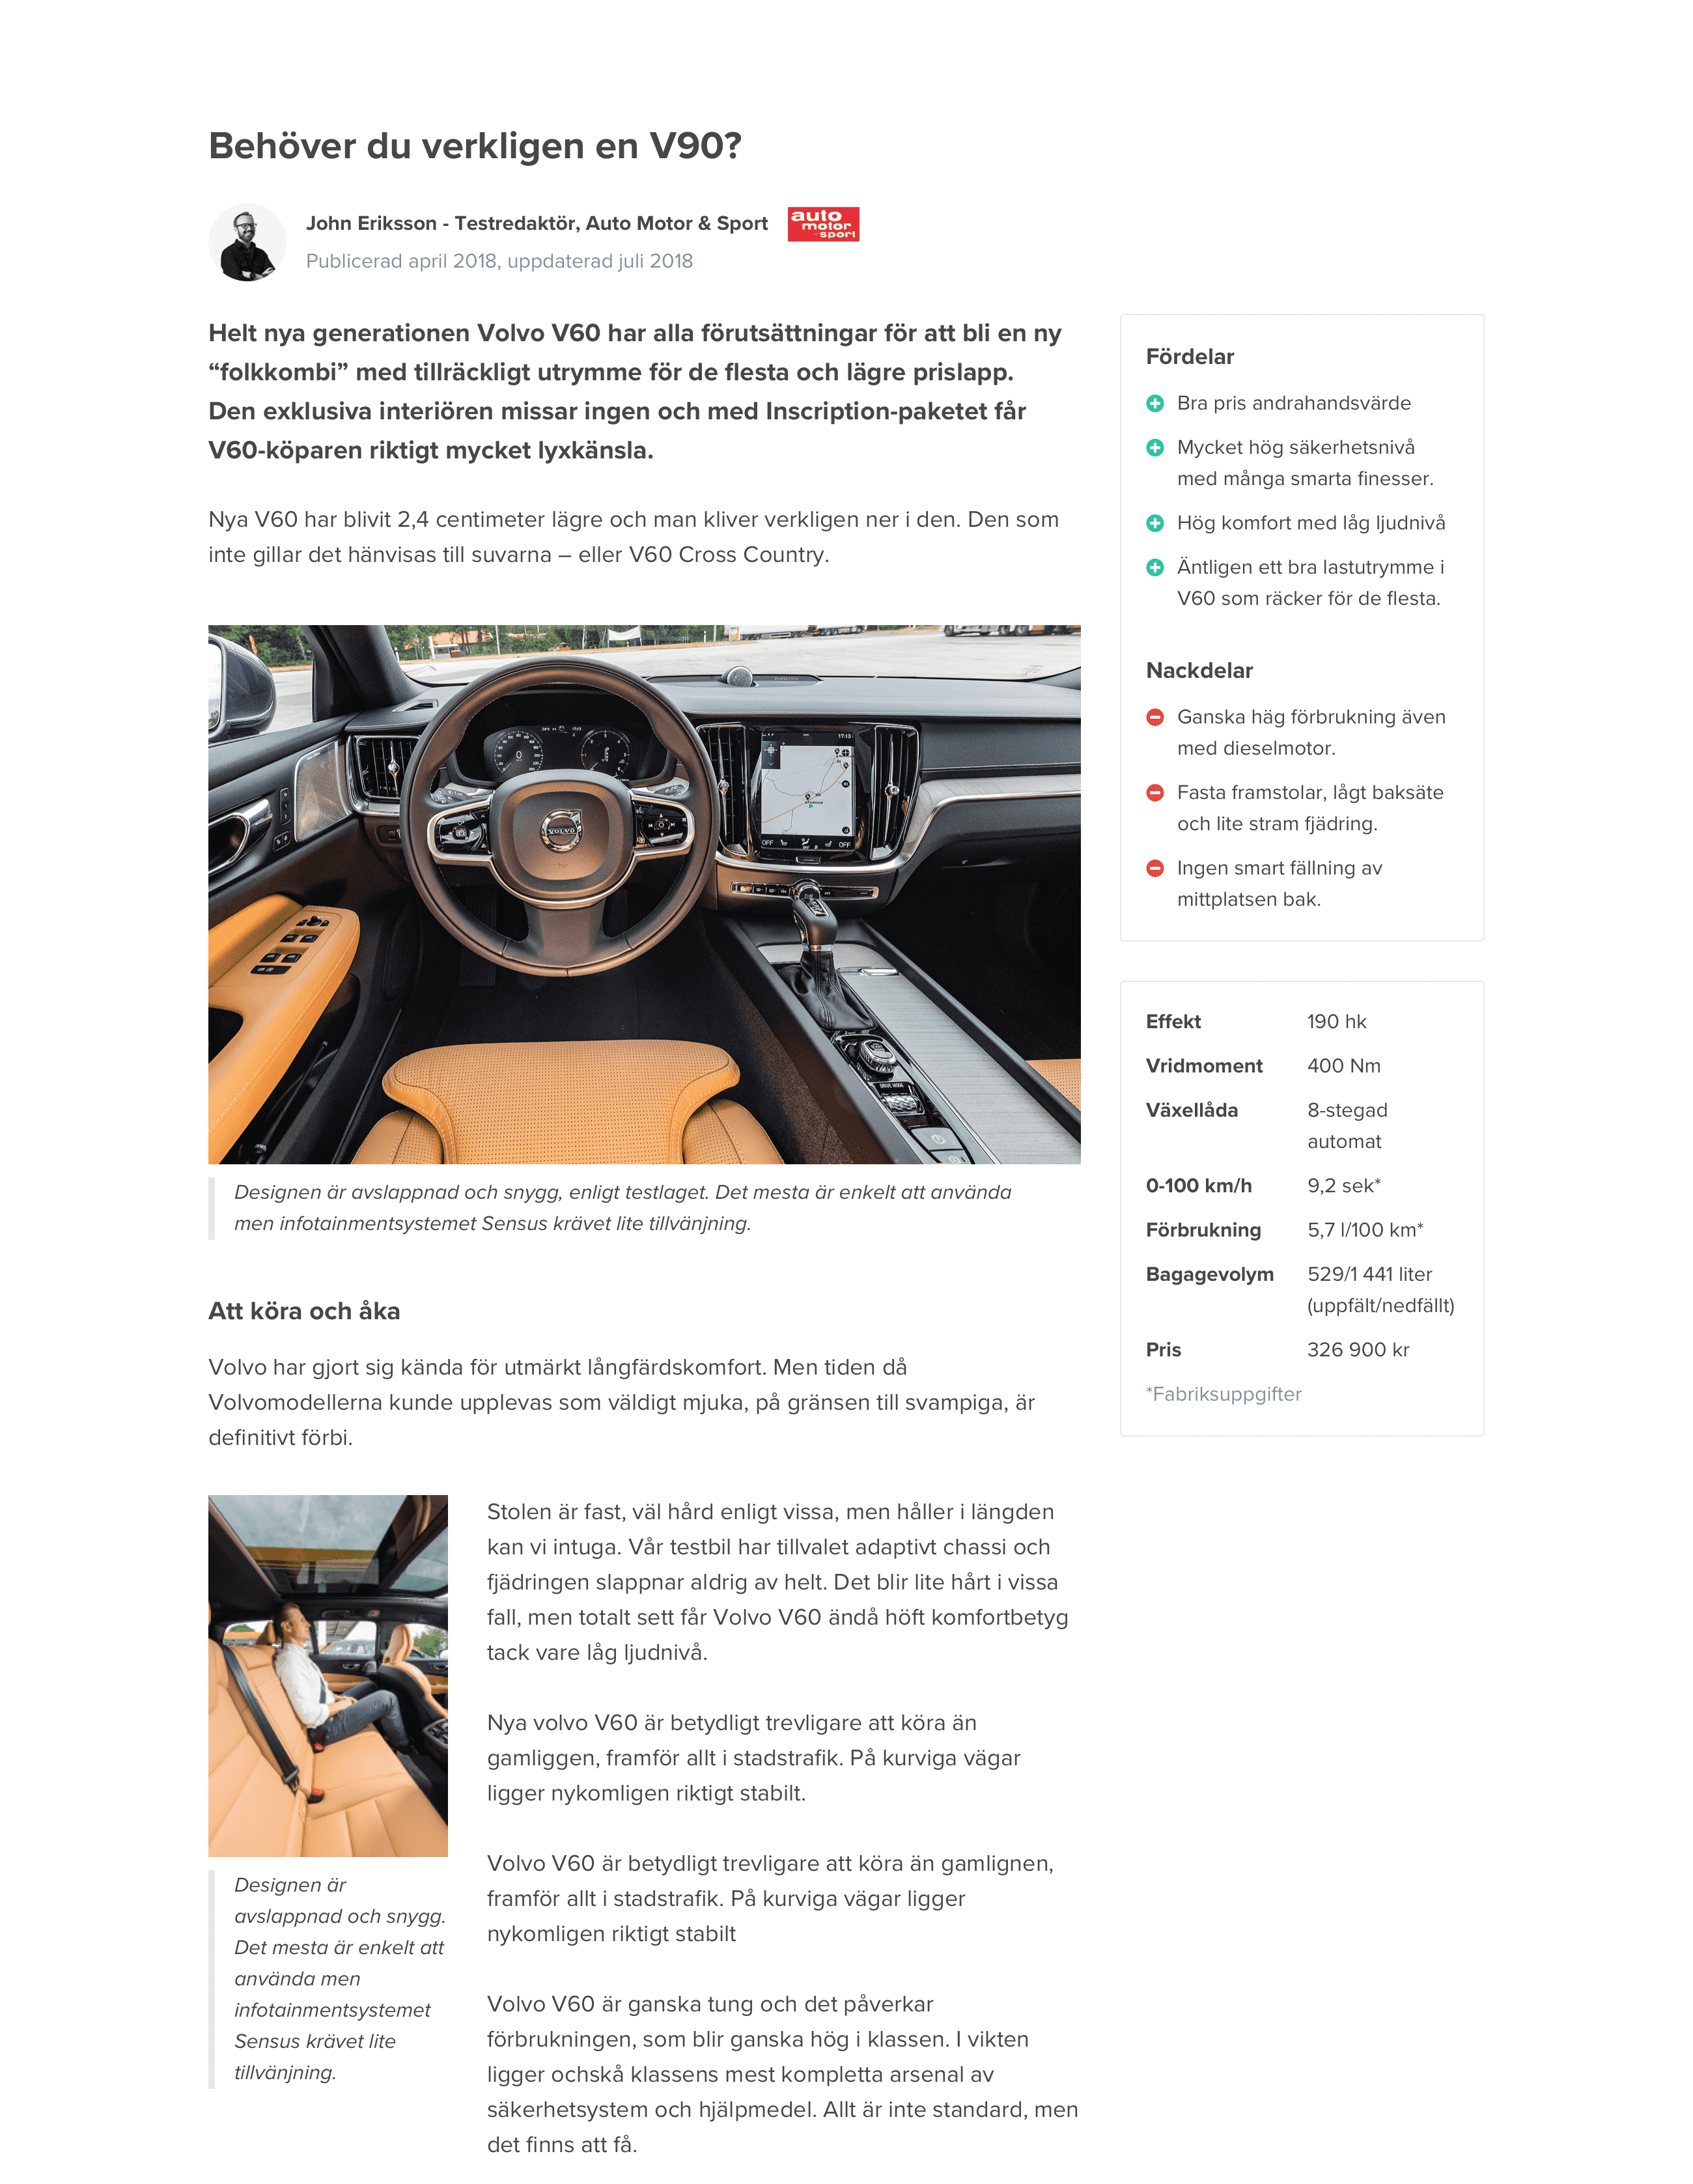 Behöver du verkligen en V90?
John Eriksson - Testredaktör, Auto Motor & Sport
auto
motor
sport
Publicerad april 2018, uppdaterad juli 2018
Helt nya generationen Volvo V60 har alla förutsättningar för att bli en ny
“folkkombi” med tillräckligt utrymme för de flesta och lägre prislapp.
Den exklusiva interiören missar ingen och med Inscription-paketet får
V60-köparen riktigt mycket lyxkänsla.
Nya V60 har blivit 2,4 centimeter lägre och man kliver verkligen ner i den. Den som
inte gillar det hänvisas till suvarna – eller V60 Cross Country.
VOLVO
17:13
OFF
OFF
DRIVE MODE
Designen är avslappnad och snygg, enligt testlaget. Det mesta är enkelt att använda
men infotainmentsystemet Sensus krävet lite tillvänjning.
Att köra och åka
Volvo har gjort sig kända för utmärkt långfärdskomfort. Men tiden då
Volvomodellerna kunde upplevas som väldigt mjuka, på gränsen till svampiga, är
definitivt förbi.
Designen är
avslappnad och snygg.
Det mesta är enkelt att
använda men
infotainmentsystemet
Sensus krävet lite
tillvänjning.
Stolen är fast, väl hård enligt vissa, men håller i längden
kan vi intuga. Vår testbil har tillvalet adaptivt chassi och
fjädringen slappnar aldrig av helt. Det blir lite hårt i vissa
fall, men totalt sett får Volvo V60 ändå höft komfortbetyg
tack vare låg ljudnivå.
Nya volvo V60 är betydligt trevligare att köra än
gamliggen, framför allt i stadstrafik. På kurviga vägar
ligger nykomligen riktigt stabilt.
Volvo V60 är betydligt trevligare att köra än gamlignen,
framför allt i stadstrafik. På kurviga vägar ligger
nykomligen riktigt stabilt
Volvo V60 är ganska tung och det påverkar
förbrukningen, som blir ganska hög i klassen. I vikten
ligger ochskå klassens mest kompletta arsenal av
säkerhetsystem och hjälpmedel. Allt är inte standard, men
det finns att få.
Fördelar
Bra pris andrahandsvärde
Mycket hög säkerhetsnivå
med många smarta finesser.
Hög komfort med låg ljudnivå
Äntligen ett bra lastutrymme i
V60 som räcker för de flesta.
Nackdelar
Ganska häg förbrukning även
med dieselmotor.
Fasta framstolar, lågt baksäte
och lite stram fjädring.
Ingen smart fällning av
mittplatsen bak.
Effekt 190 hk
Vridmoment 400 Nm
Växellåda 8-stegad
automat
0-100 km/h 9,2 sek*
Förbrukning 5,7 l/100 km*
Bagagevolym 529/1 441 liter
(uppfält/nedfällt)
Pris 326 900 kr
*Fabriksuppgifter